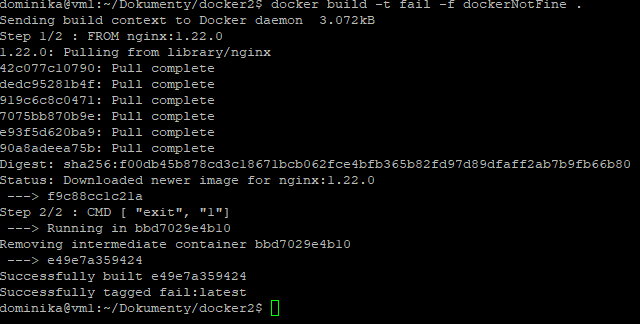 dominika@vm1:~/Dokumenty/docker2$ docker build -t fail -f dockerNotFine .
Sending build context to Docker daemon  3.072kB
Step 1/2 : FROM nginx:1.22.0
1.22.0: Pulling from library/nginx
42c077c10790: Pull complete
dedc95281b4f: Pull complete
919c6c8c0471: Pull complete
7075bb870b9e: Pull complete
e93f5d620ba9: Pull complete
90a8adeea75b: Pull complete
Digest: sha256:f00db45b878cd3c18671bcb062fce4bfb365b82fd97d89dfaff2ab7b9fb66b80
Status: Downloaded newer image for nginx:1.22.0
 ---> f9c88cc1c21a
Step 2/2 : CMD [ "exit", "1"]
 ---> Running in bbd7029e4b10
Removing intermediate container bbd7029e4b10
 ---> e49e7a359424
Successfully built e49e7a359424
Successfully tagged fail:latest
dominika@vm1:~/Dokumenty/docker2$